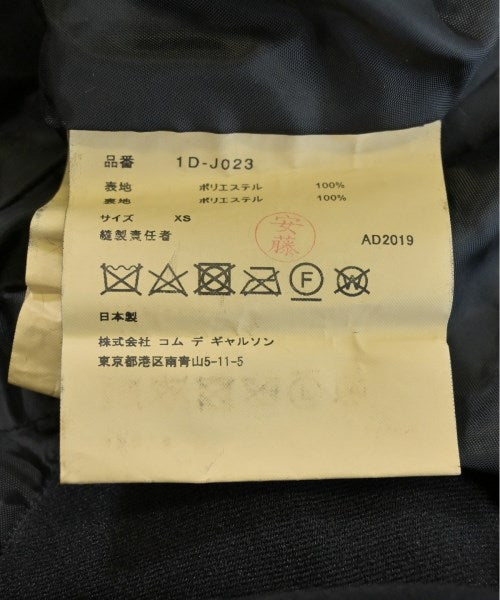 品番 1D-J023
表地 ポリエステル 100%
裏地 ポリエステル 100%
サイズ XS
縫製責任者 安藤 AD2019
F W
日本製
株式会社 コム デ ギャルソン
東京都港区南青山5-11-5